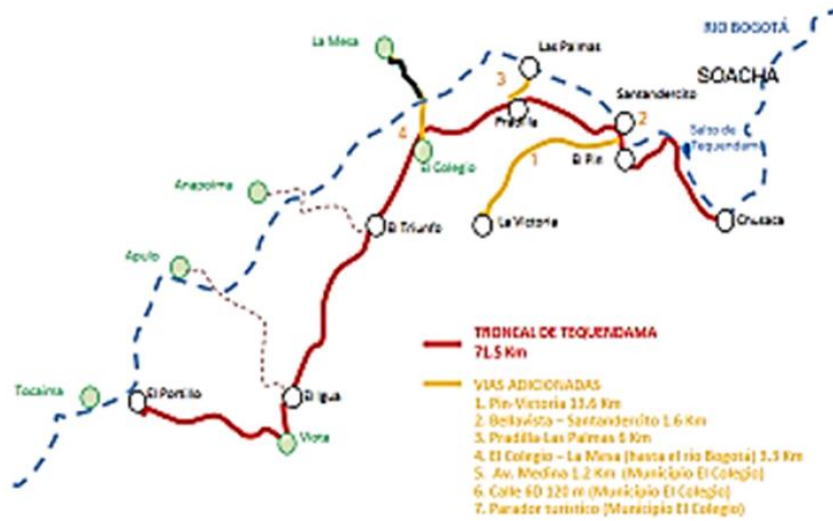 RIO BOGOTÁ
La Mesa
Las Palmas
SOACHA
3
Santandercito
Pradilla
2
Salto de
Tequendama
4
El Colegio
1
El Pin
Anapoima
El Triunfo
La Victoria
Chusaca
Apulo
TRONCAL DE TEQUENDAMA
71.5 Km
Tocaima
El Portillo
El Igua
VIAS ADICIONADAS
1. Pin-Victoria 13.6 Km
Viota
2. Bellavista – Santandercito 1.6 Km
3. Pradilla-Las Palmas 6 Km
4. El Colegio – La Mesa (hasta el río Bogotá) 3.3 Km
5. Av. Medina 1.2 Km (Municipio El Colegio)
6. Calle 6D 120 m (Municipio El Colegio)
7. Parador turístico (Municipio El Colegio)